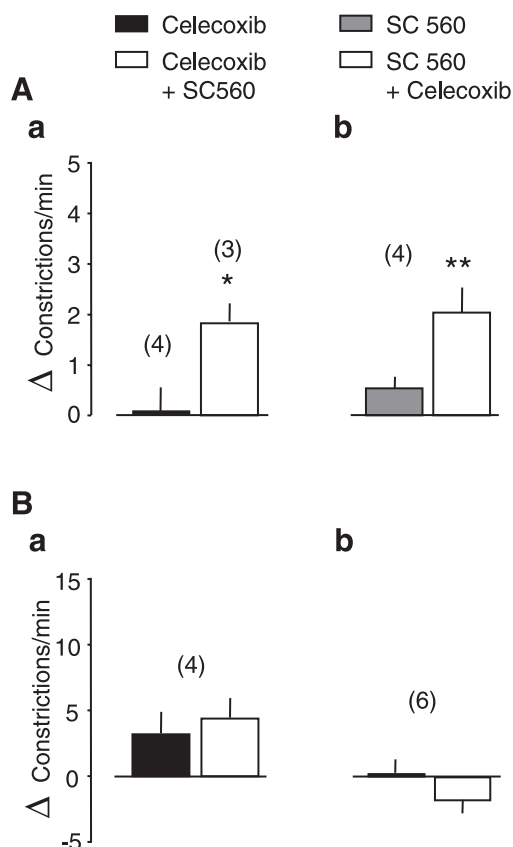 Celecoxib
Celecoxib
+ SC560
SC 560
SC 560
+ Celecoxib
A
a
b
Δ Constrictions/min
5
4
3
2
1
0
(4)
(3)
*
(4)
**
B
a
b
Δ Constrictions/min
15
10
5
0
-5
(4)
(6)